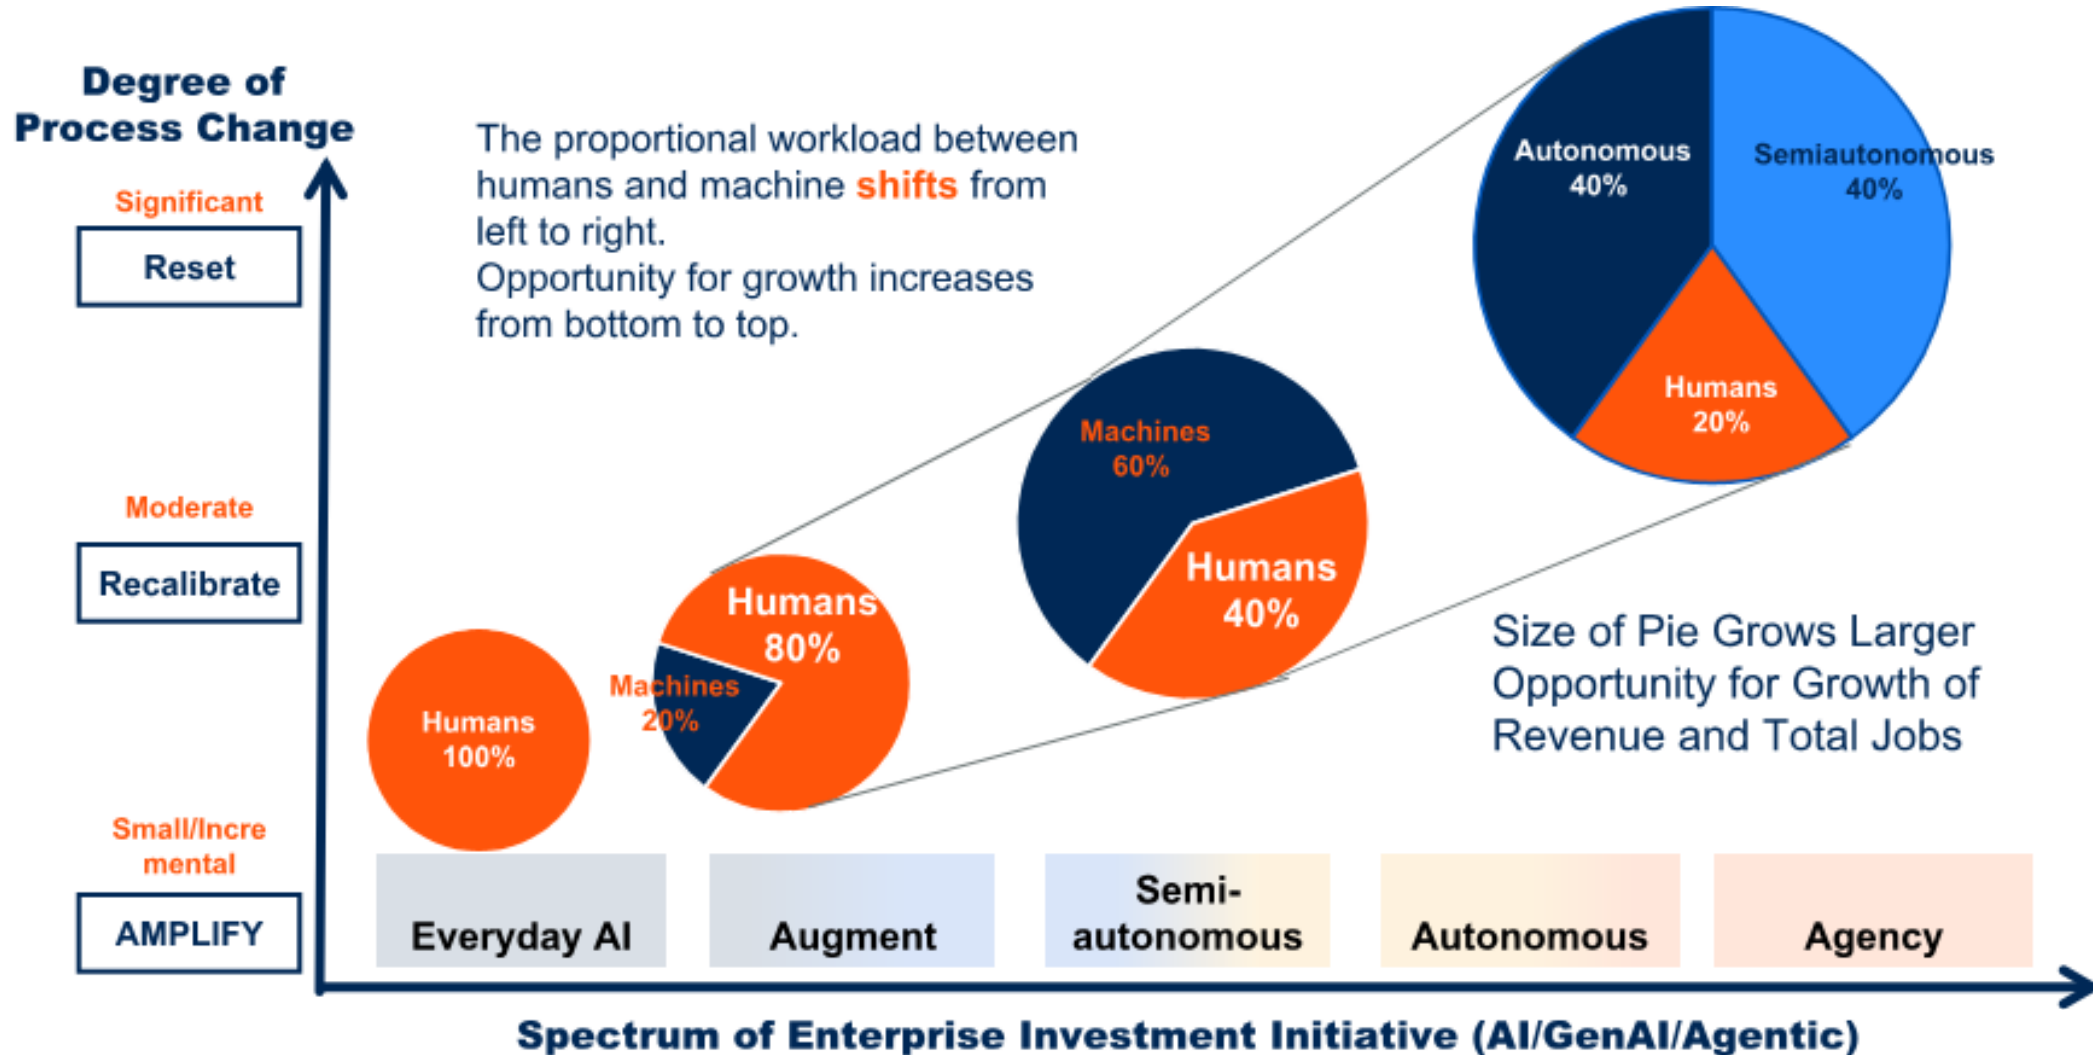 Degree of
Process Change
Significant
Reset
Moderate
Recalibrate
Small/Incre
mental
AMPLIFY
The proportional workload between
humans and machine shifts from
left to right.
Opportunity for growth increases
from bottom to top.
Humans
100%
Humans
80%
Machines
20%
Machines
60%
Humans
40%
Autonomous
40%
Semiautonomous
40%
Humans
20%
Size of Pie Grows Larger
Opportunity for Growth of
Revenue and Total Jobs
Everyday AI
Augment
Semi-
autonomous
Autonomous
Agency
Spectrum of Enterprise Investment Initiative (AI/GenAI/Agentic)